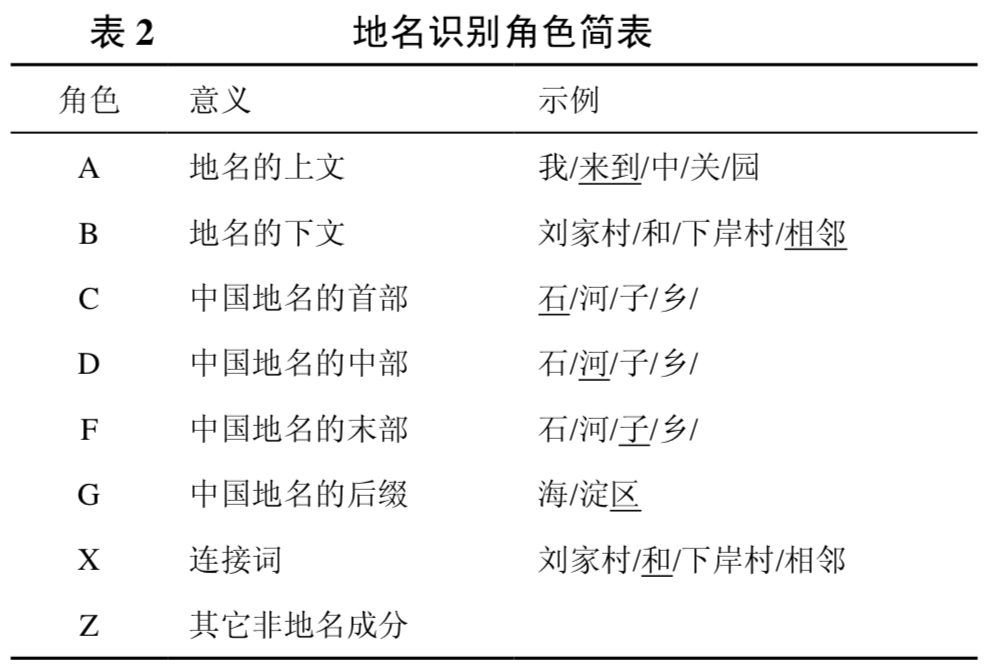 表 2 地名识别角色简表
角色 意义 示例
A 地名的上文 我/来到/中/关/园
B 地名的下文 刘家村/和/下岸村/相邻
C 中国地名的首部 石/河/子/乡/
D 中国地名的中部 石/河/子/乡/
F 中国地名的末部 石/河/子/乡/
G 中国地名的后缀 海/淀区
X 连接词 刘家村/和/下岸村/相邻
Z 其它非地名成分